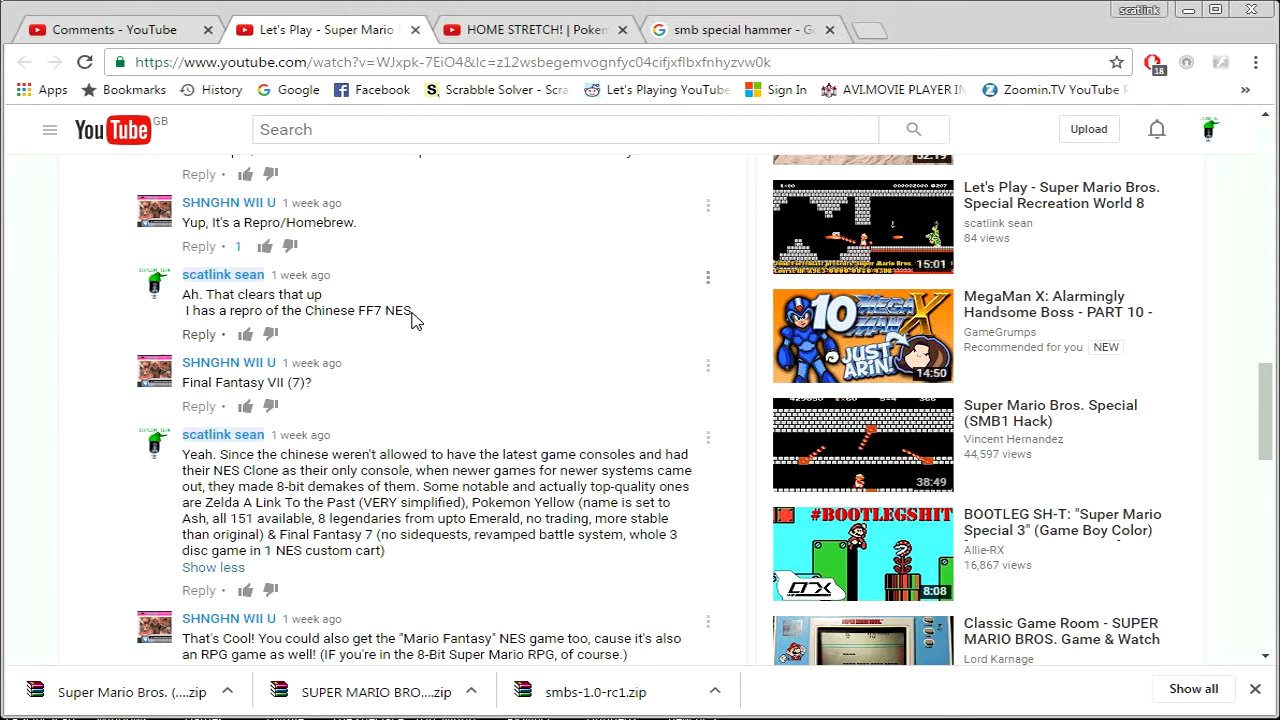 scatlink
Comments - YouTube
Let's Play - Super Mario
HOME STRETCH! | Poke
smb special hammer - G
https://www.youtube.com/watch?v=WJxpk-7EiO4&lc=z12wsbegemvognfyc04cifjxflbxfnhyzvw0k
18
Apps
Bookmarks
History
Google
Facebook
Scrabble Solver - Scra
Let's Playing YouTube
Sign In
AVI.MOVIE PLAYER IN
Zoomin.TV YouTube
»
YouTube GB
Search
Upload
Reply
SHNGHN WII U 1 week ago
Yup, It's a Repro/Homebrew.
Reply 1
scatlink sean 1 week ago
Ah. That clears that up
I has a repro of the Chinese FF7 NES
Reply
SHNGHN WII U 1 week ago
Final Fantasy VII (7)?
Reply
scatlink sean 1 week ago
Yeah. Since the chinese weren't allowed to have the latest game consoles and had
their NES Clone as their only console, when newer games for newer systems came
out, they made 8-bit demakes of them. Some notable and actually top-quality ones
are Zelda A Link To the Past (VERY simplified), Pokemon Yellow (name is set to
Ash, all 151 available, 8 legendaries from upto Emerald, no trading, more stable
than original) & Final Fantasy 7 (no sidequests, revamped battle system, whole 3
disc game in 1 NES custom cart)
Show less
Reply
SHNGHN WII U 1 week ago
That's Cool! You could also get the "Mario Fantasy" NES game too, cause it's also
an RPG game as well! (IF you're in the 8-Bit Super Mario RPG, of course.)
Let's Play - Super Mario Bros.
Special Recreation World 8
scatlink sean
84 views
15:01
MegaMan X: Alarmingly
Handsome Boss - PART 10 -
GameGrumps
Recommended for you NEW
10
MEGA
MAN X
JUST
ARIN!
14:50
Super Mario Bros. Special
(SMB1 Hack)
Vincent Hernandez
44,597 views
38:49
BOOTLEG SH-T: "Super Mario
Special 3" (Game Boy Color)
Allie-RX
16,867 views
#BOOTLEGSHIT
8:08
Classic Game Room - SUPER
MARIO BROS. Game & Watch
Lord Karnage
Super Mario Bros. (....zip
SUPER MARIO BRO....zip
smbs-1.0-rc1.zip
Show all